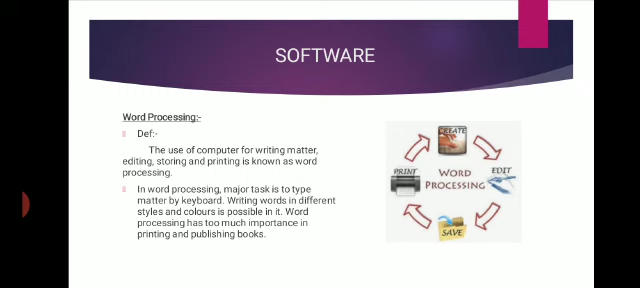 SOFTWARE
Word Processing:-
Def:-
The use of computer for writing matter,
editing, storing and printing is known as word
processing.
In word processing, major task is to type
matter by keyboard. Writing words in different
styles and colours is possible in it. Word
processing has too much importance in
printing and publishing books.
CREATE
PRINT
WORD
PROCESSING
EDIT
SAVE